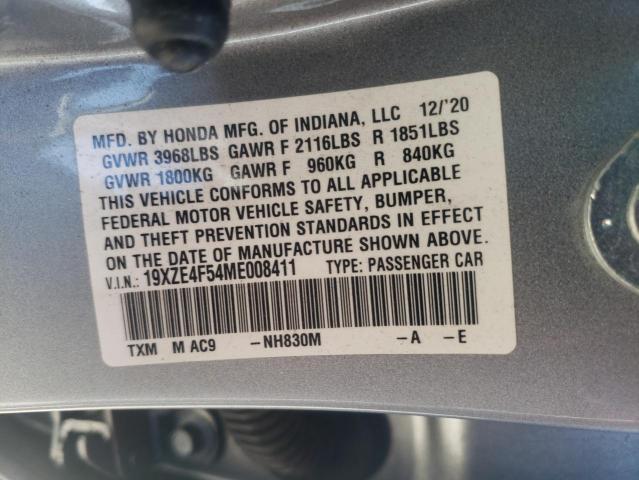 MFD. BY HONDA MFG. OF INDIANA, LLC 12/'20
GVWR 3968LBS GAWR F 2116LBS R 1851LBS
GVWR 1800KG GAWR F 960KG R 840KG
THIS VEHICLE CONFORMS TO ALL APPLICABLE
FEDERAL MOTOR VEHICLE SAFETY, BUMPER,
AND THEFT PREVENTION STANDARDS IN EFFECT
ON THE DATE OF MANUFACTURE SHOWN ABOVE.
V.I.N.: 19XZE4F54ME008411 TYPE: PASSENGER CAR
TXM M AC9 -NH830M -A -E